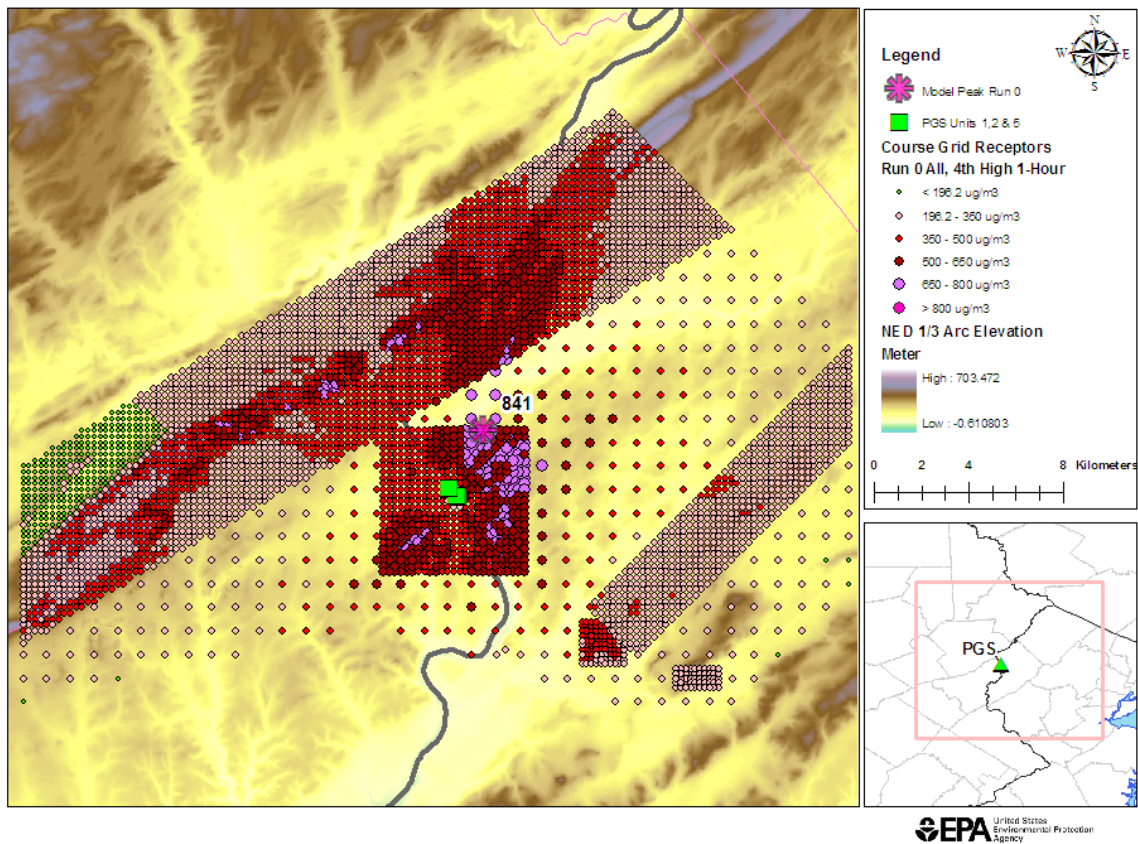 841
N
W E
S
Legend
Model Peak Run 0
PGS Units 1,2 & 5
Course Grid Receptors
Run 0 All, 4th High 1-Hour
< 196.2 ug/m3
196.2 - 350 ug/m3
350 - 500 ug/m3
500 - 650 ug/m3
650 - 800 ug/m3
> 800 ug/m3
NED 1/3 Arc Elevation
Meter
High : 703.472
Low : -0.610803
0 2 4 8 Kilometers
PGS
EPA
United States
Environmental Protection
Agency